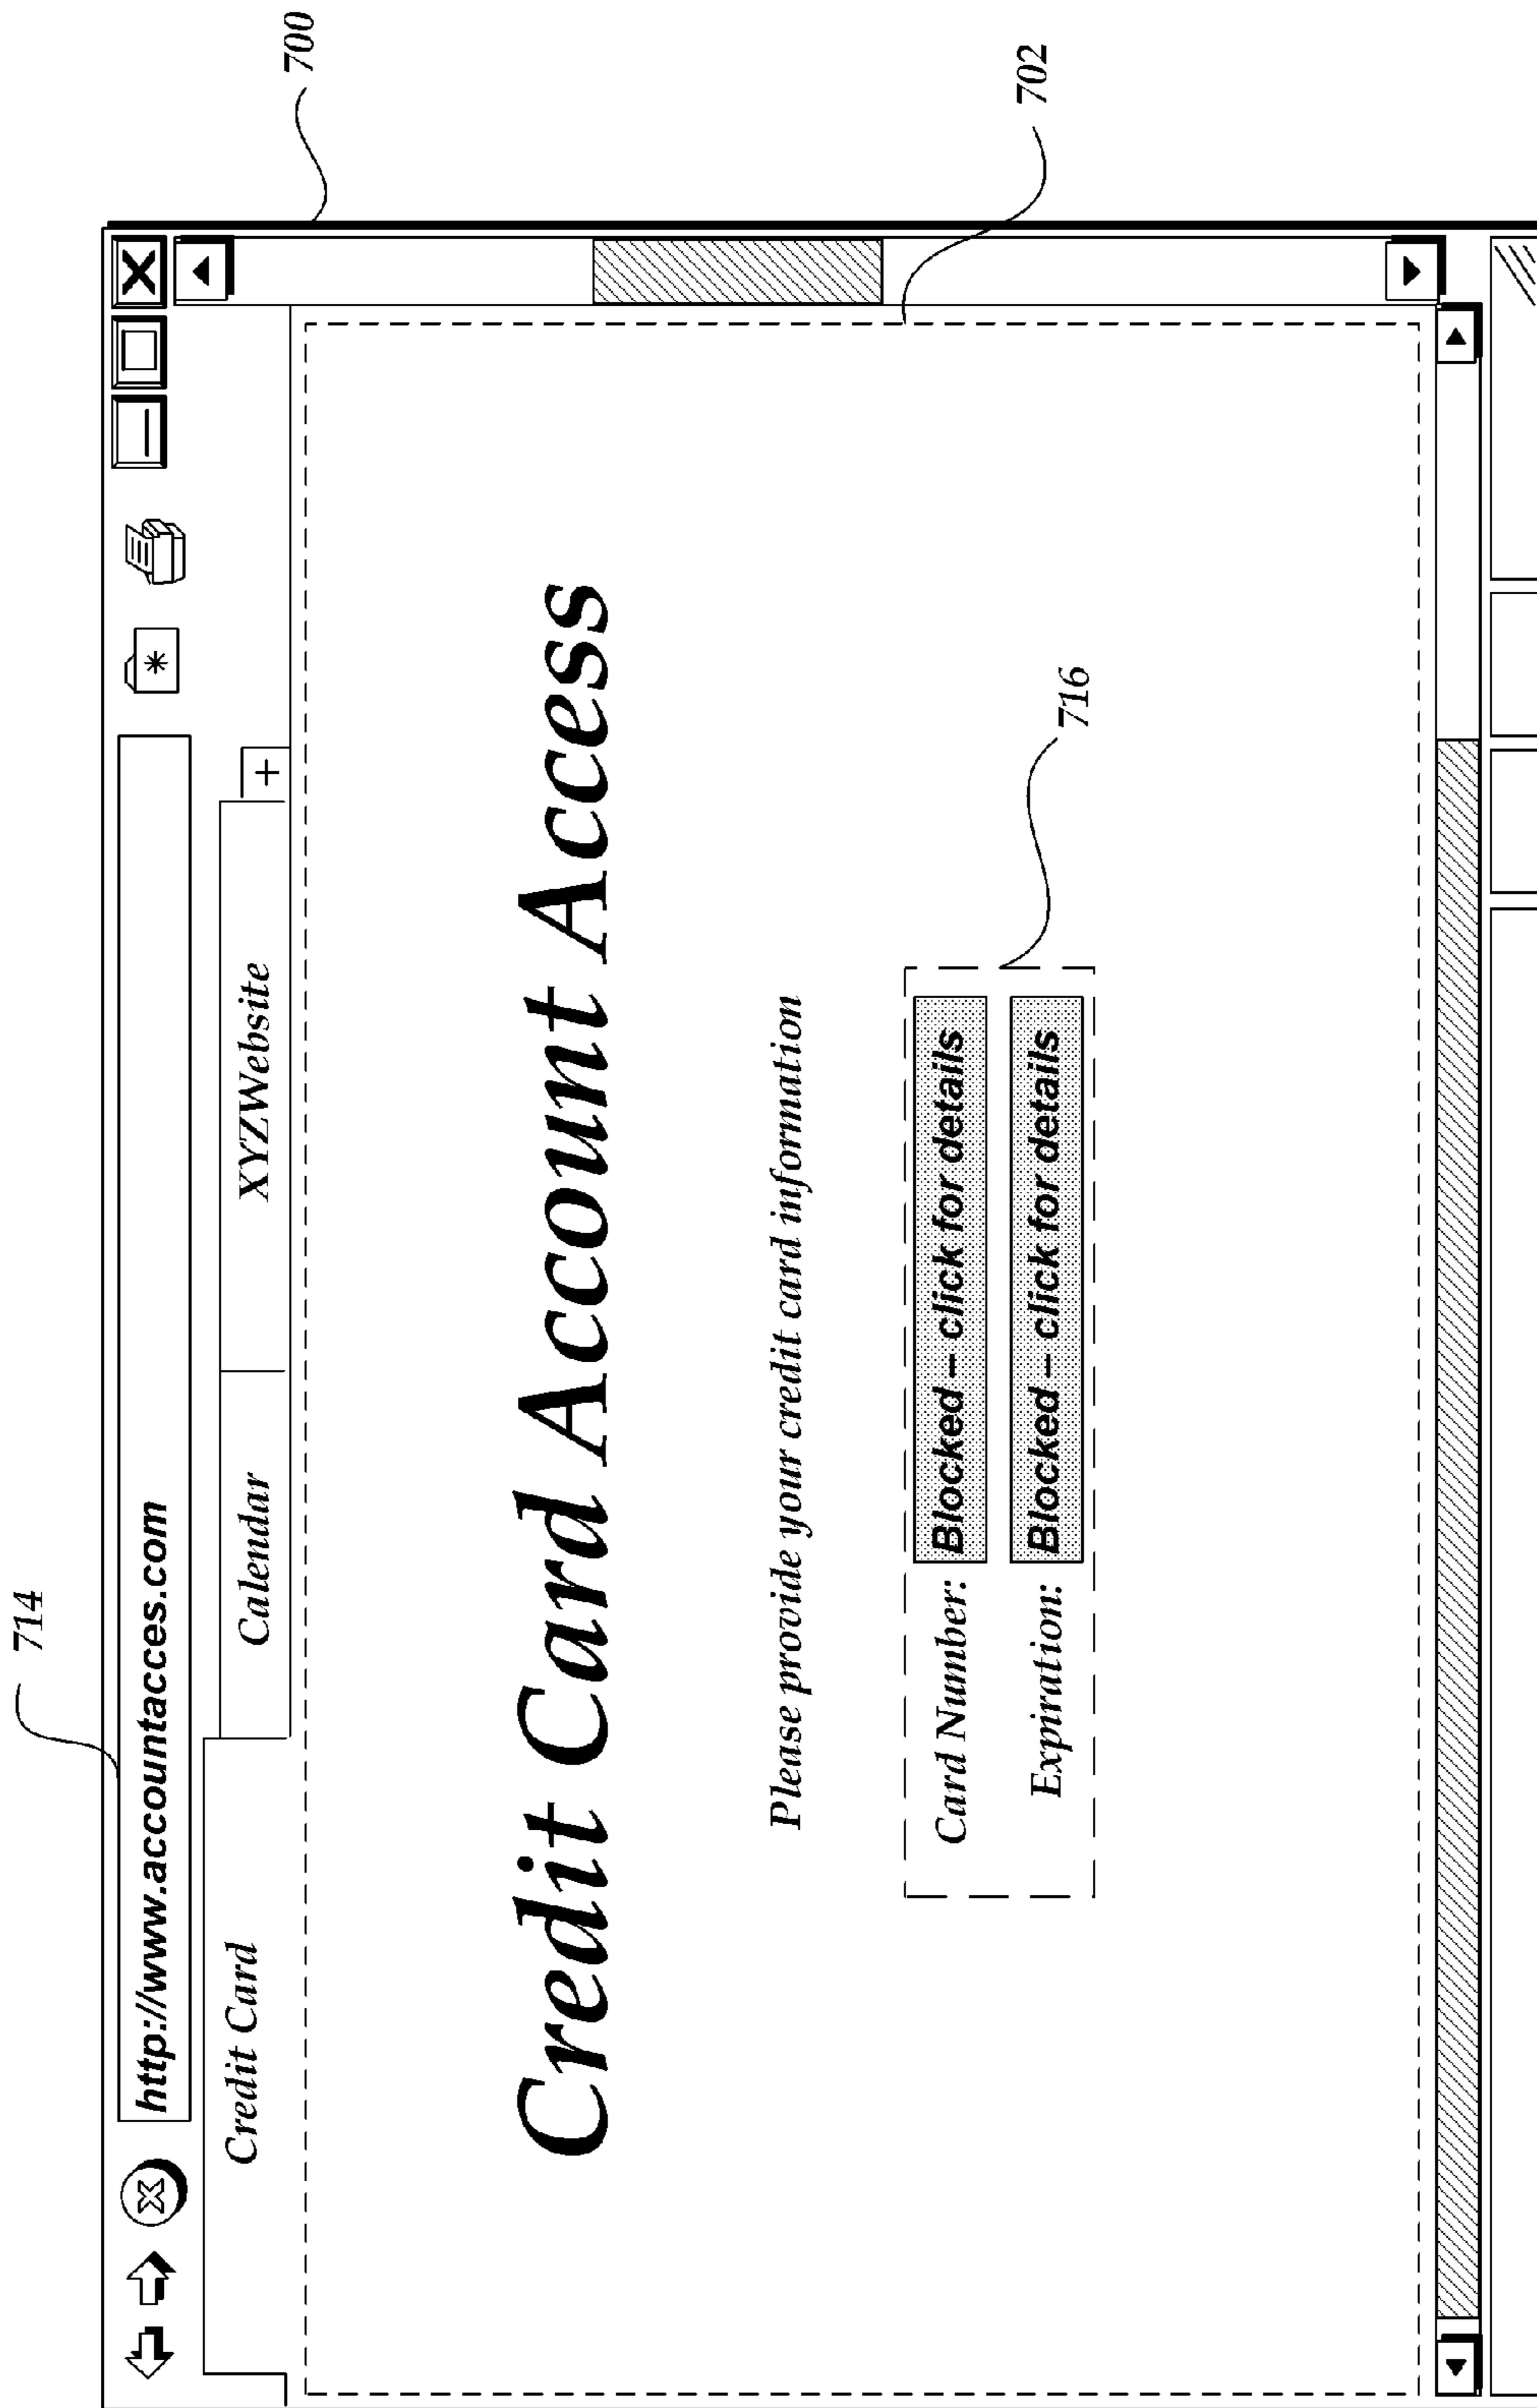 714
700
http://www.accountacces.com
Credit Card
Calendar
XYZWebsite
+
Credit Card Account Access
702
Please provide your credit card information
716
Card Number: Blocked – click for details
Expiration: Blocked – click for details